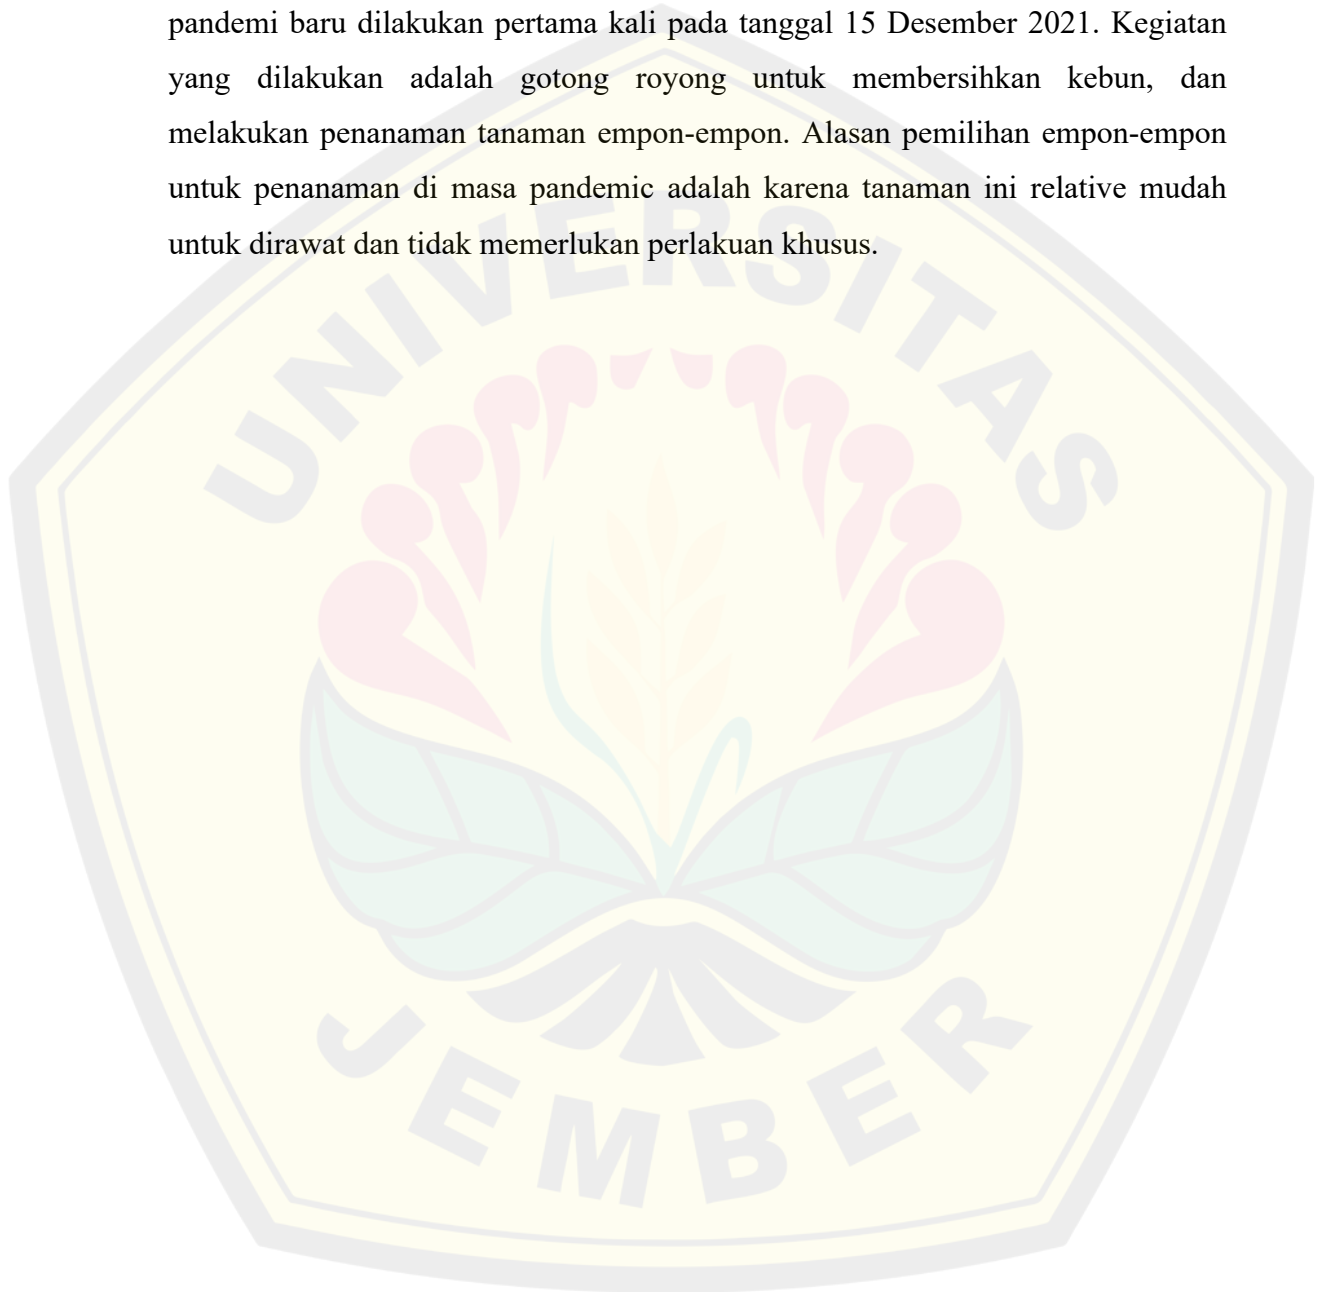 pandemi baru dilakukan pertama kali pada tanggal 15 Desember 2021. Kegiatan
yang dilakukan adalah gotong royong untuk membersihkan kebun, dan
melakukan penanaman tanaman empon-empon. Alasan pemilihan empon-empon
untuk penanaman di masa pandemic adalah karena tanaman ini relative mudah
untuk dirawat dan tidak memerlukan perlakuan khusus.
UNIVERSITAS
JEMBER